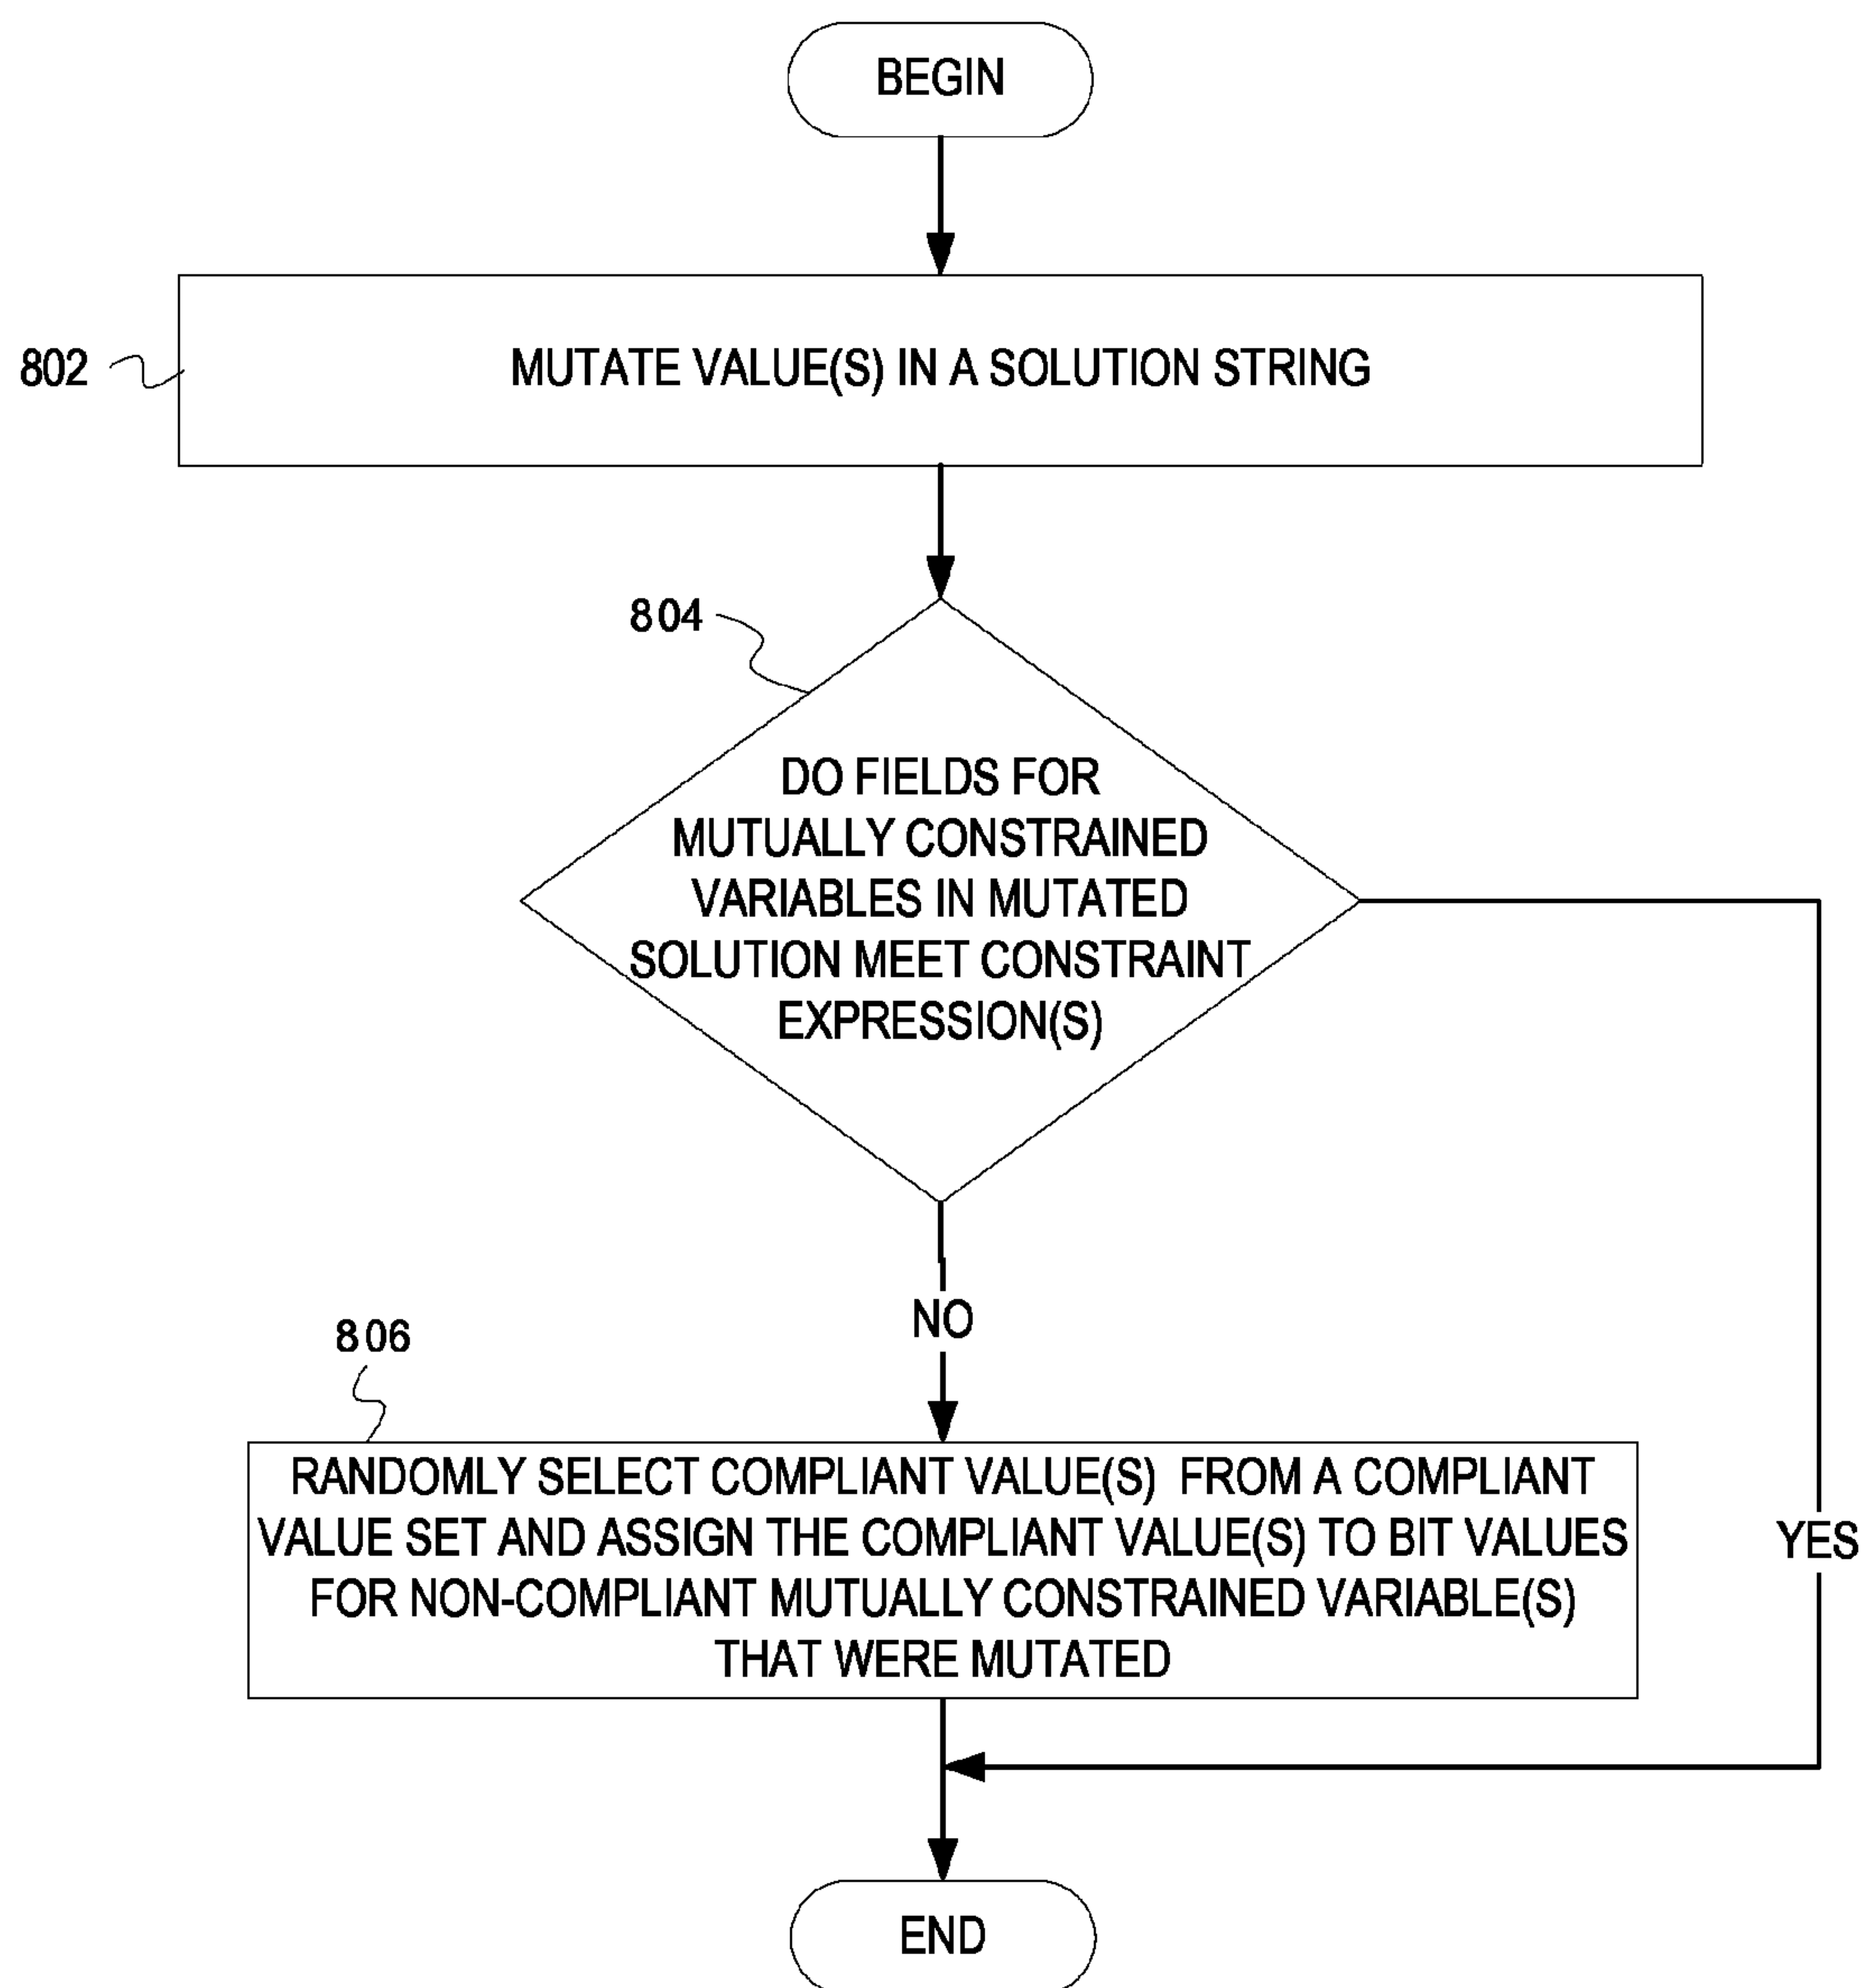 BEGIN
802
MUTATE VALUE(S) IN A SOLUTION STRING
804
DO FIELDS FOR
MUTUALLY CONSTRAINED
VARIABLES IN MUTATED
SOLUTION MEET CONSTRAINT
EXPRESSION(S)
NO
806
RANDOMLY SELECT COMPLIANT VALUE(S) FROM A COMPLIANT
VALUE SET AND ASSIGN THE COMPLIANT VALUE(S) TO BIT VALUES
FOR NON-COMPLIANT MUTUALLY CONSTRAINED VARIABLE(S)
THAT WERE MUTATED
YES
END